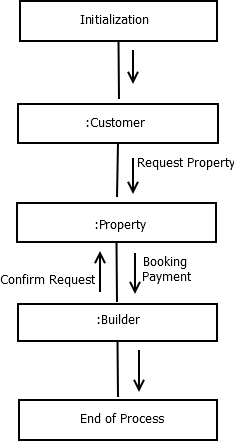 Initialization
:Customer
Request Property
:Property
Booking
Payment
Confirm Request
:Builder
End of Process